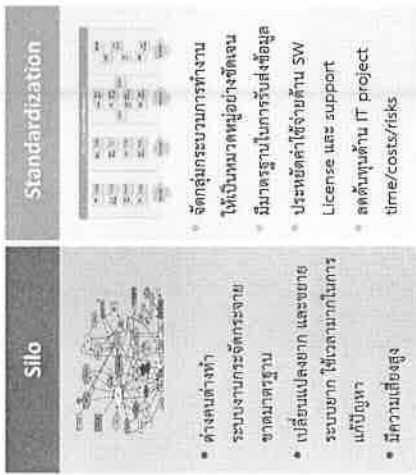 Silo
• ต่างคนต่างทำ
ระบบงานกระจัดกระจาย
ขาดมาตรฐาน
• เปลี่ยนแปลงยาก และขยาย
ระบบยาก ใช้เวลามากในการ
แก้ปัญหา
• มีความเสี่ยงสูง
Standardization
• จัดกลุ่มกระบวนการทำงาน
ให้เป็นหมวดหมู่อย่างชัดเจน
• มีมาตรฐานในการรับส่งข้อมูล
• ประหยัดค่าใช้จ่ายด้าน SW
License และ support
• ลดต้นทุนด้าน IT project
time/costs/risks